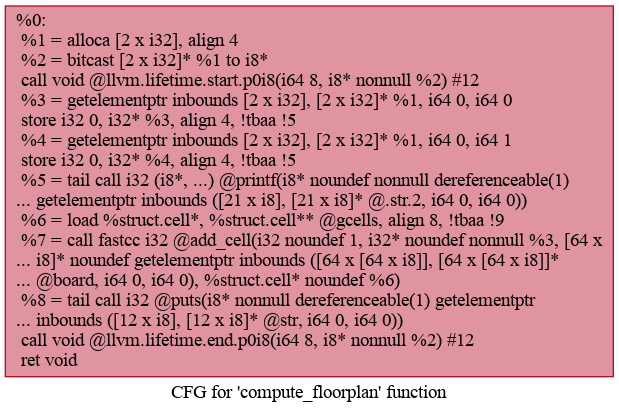 %0:
%1 = alloca [2 x i32], align 4
%2 = bitcast [2 x i32]* %1 to i8*
call void @llvm.lifetime.start.p0i8(i64 8, i8* nonnull %2) #12
%3 = getelementptr inbounds [2 x i32], [2 x i32]* %1, i64 0, i64 0
store i32 0, i32* %3, align 4, !tbaa !5
%4 = getelementptr inbounds [2 x i32], [2 x i32]* %1, i64 0, i64 1
store i32 0, i32* %4, align 4, !tbaa !5
%5 = tail call i32 (i8*, ...) @printf(i8* noundef nonnull dereferenceable(1)
... getelementptr inbounds ([21 x i8], [21 x i8]* @.str.2, i64 0, i64 0))
%6 = load %struct.cell*, %struct.cell** @gcells, align 8, !tbaa !9
%7 = call fastcc i32 @add_cell(i32 noundef 1, i32* noundef nonnull %3, [64 x
... i8]* noundef getelementptr inbounds ([64 x [64 x i8]], [64 x [64 x i8]]*
... @board, i64 0, i64 0), %struct.cell* noundef %6)
%8 = tail call i32 @puts(i8* nonnull dereferenceable(1) getelementptr
... inbounds ([12 x i8], [12 x i8]* @str, i64 0, i64 0))
call void @llvm.lifetime.end.p0i8(i64 8, i8* nonnull %2) #12
ret void
CFG for 'compute_floorplan' function